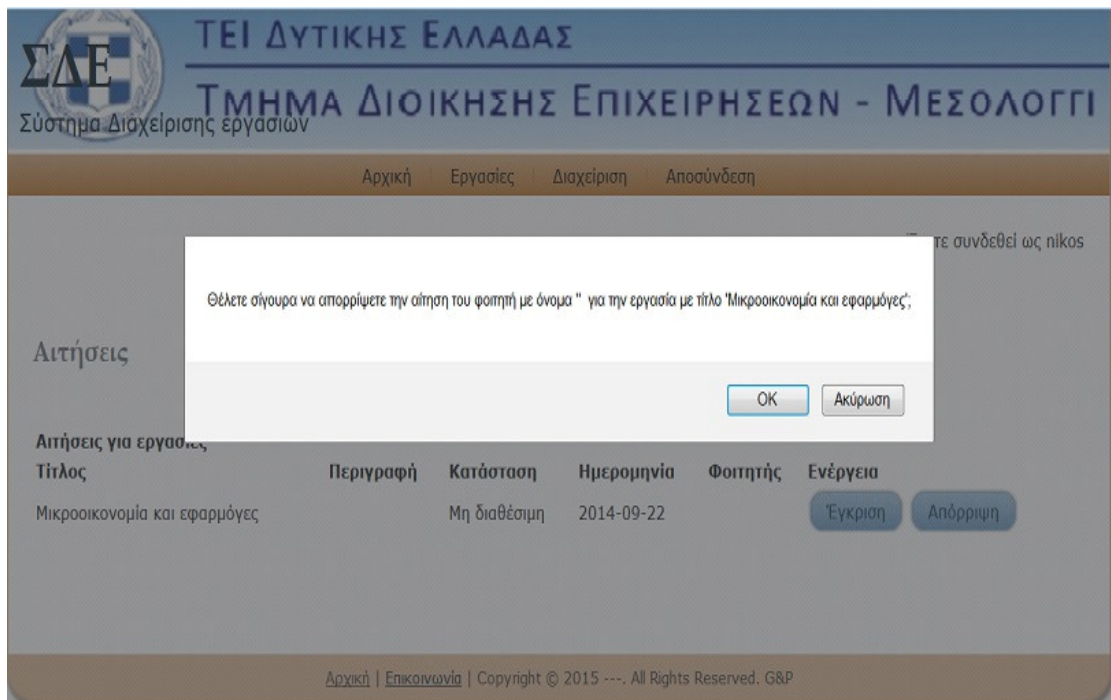 ΤΕΙ ΔΥΤΙΚΗΣ ΕΛΛΑΔΑΣ
ΣΔΕ
ΤΜΗΜΑ ΔΙΟΙΚΗΣΗΣ ΕΠΙΧΕΙΡΗΣΕΩΝ - ΜΕΣΟΛΟΓΓΙ
Σύστημα Διαχείρισης εργασιών
Αρχική Εργασίες Διαχείριση Αποσύνδεση
τε συνδεθεί ως nikos
Θέλετε σίγουρα να απορρίψετε την αίτηση του φοιτητή με όνομα '' για την εργασία με τίτλο 'Μικροοικονομία και εφαρμόγες';
Αιτήσεις
OK Ακύρωση
Αιτήσεις για εργασίες
Τίτλος Περιγραφή Κατάσταση Ημερομηνία Φοιτητής Ενέργεια
Μικροοικονομία και εφαρμόγες Μη διαθέσιμη 2014-09-22 Έγκριση Απόρριψη
Αρχική | Επικοινωνία | Copyright © 2015 ---. All Rights Reserved. G&P